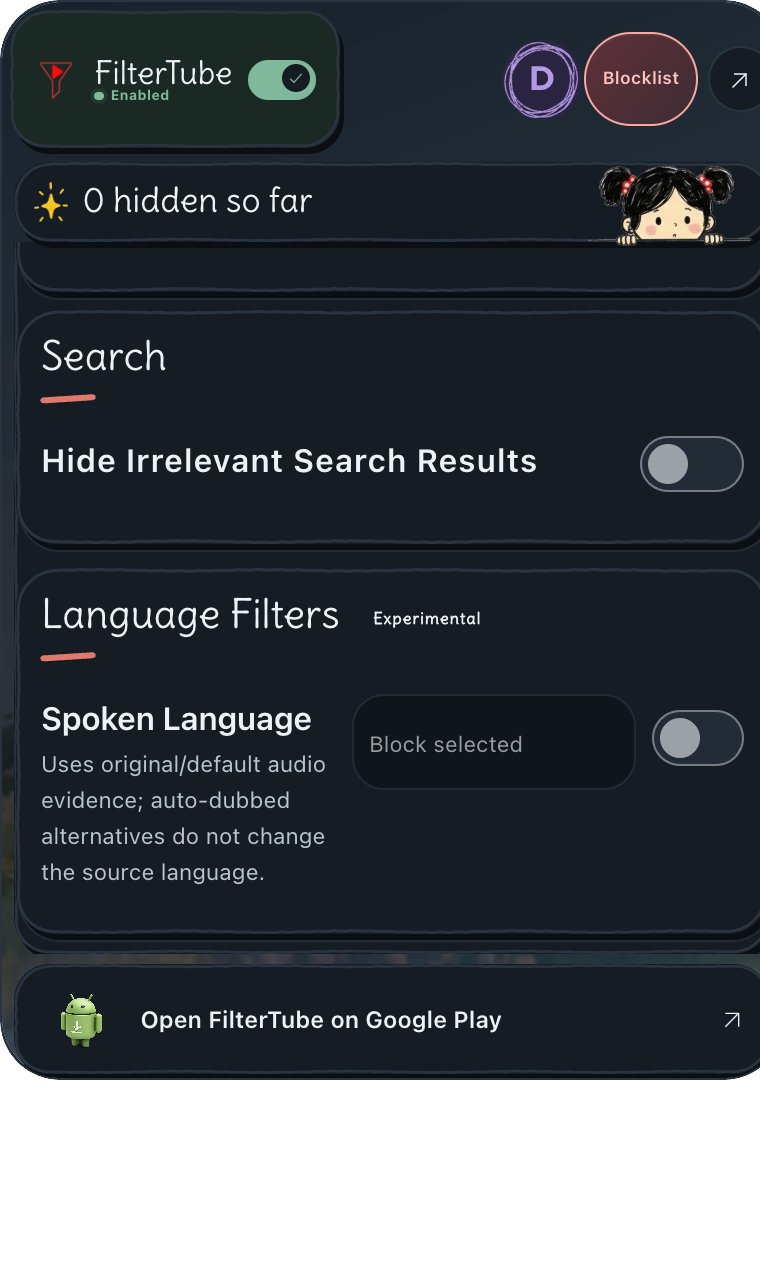 FilterTube
Enabled
D
Blocklist
0 hidden so far
Search
Hide Irrelevant Search Results
Language Filters
Experimental
Spoken Language
Block selected
Uses original/default audio
evidence; auto-dubbed
alternatives do not change
the source language.
Open FilterTube on Google Play